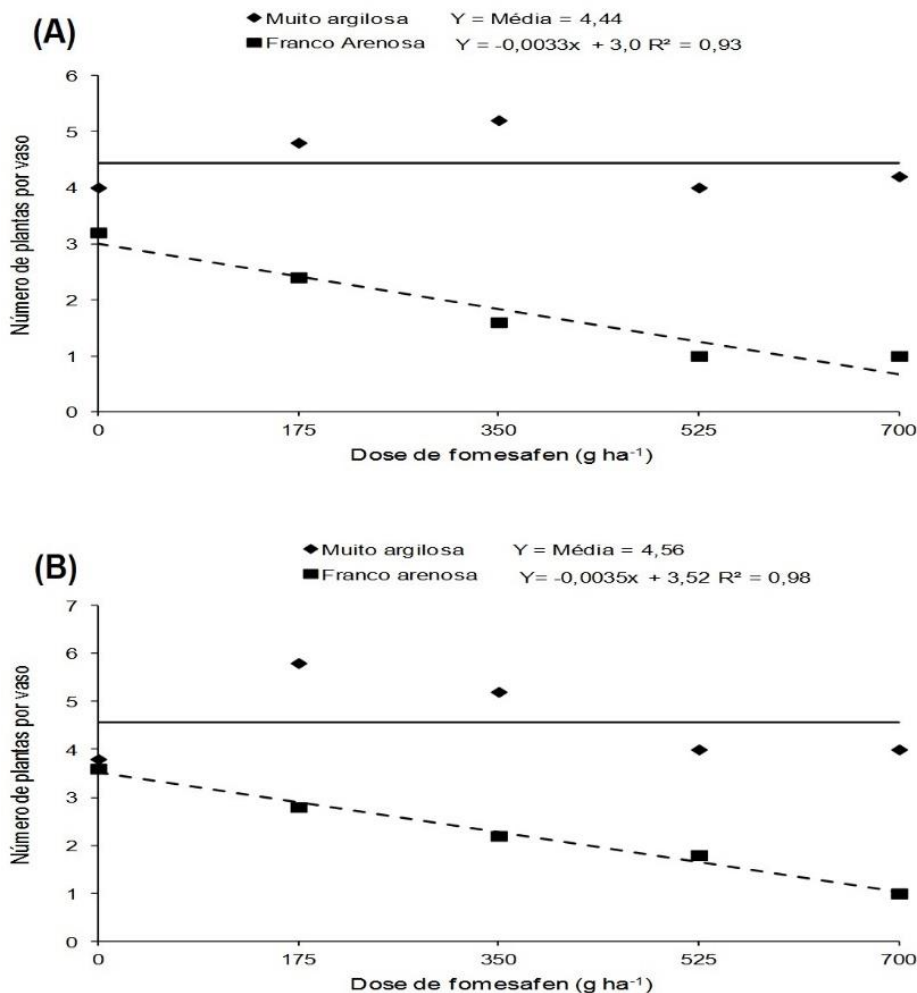 (A)
Muito argilosa Y = Média = 4,44
Franco Arenosa Y = -0,0033x + 3,0 R² = 0,93
Número de plantas por vaso
6
5
4
3
2
1
0
0 175 350 525 700
Dose de fomesafen (g ha⁻¹)
(B)
Muito argilosa Y = Média = 4,56
Franco arenosa Y= -0,0035x + 3,52 R² = 0,98
Número de plantas por vaso
7
6
5
4
3
2
1
0
0 175 350 525 700
Dose de fomesafen (g ha⁻¹)